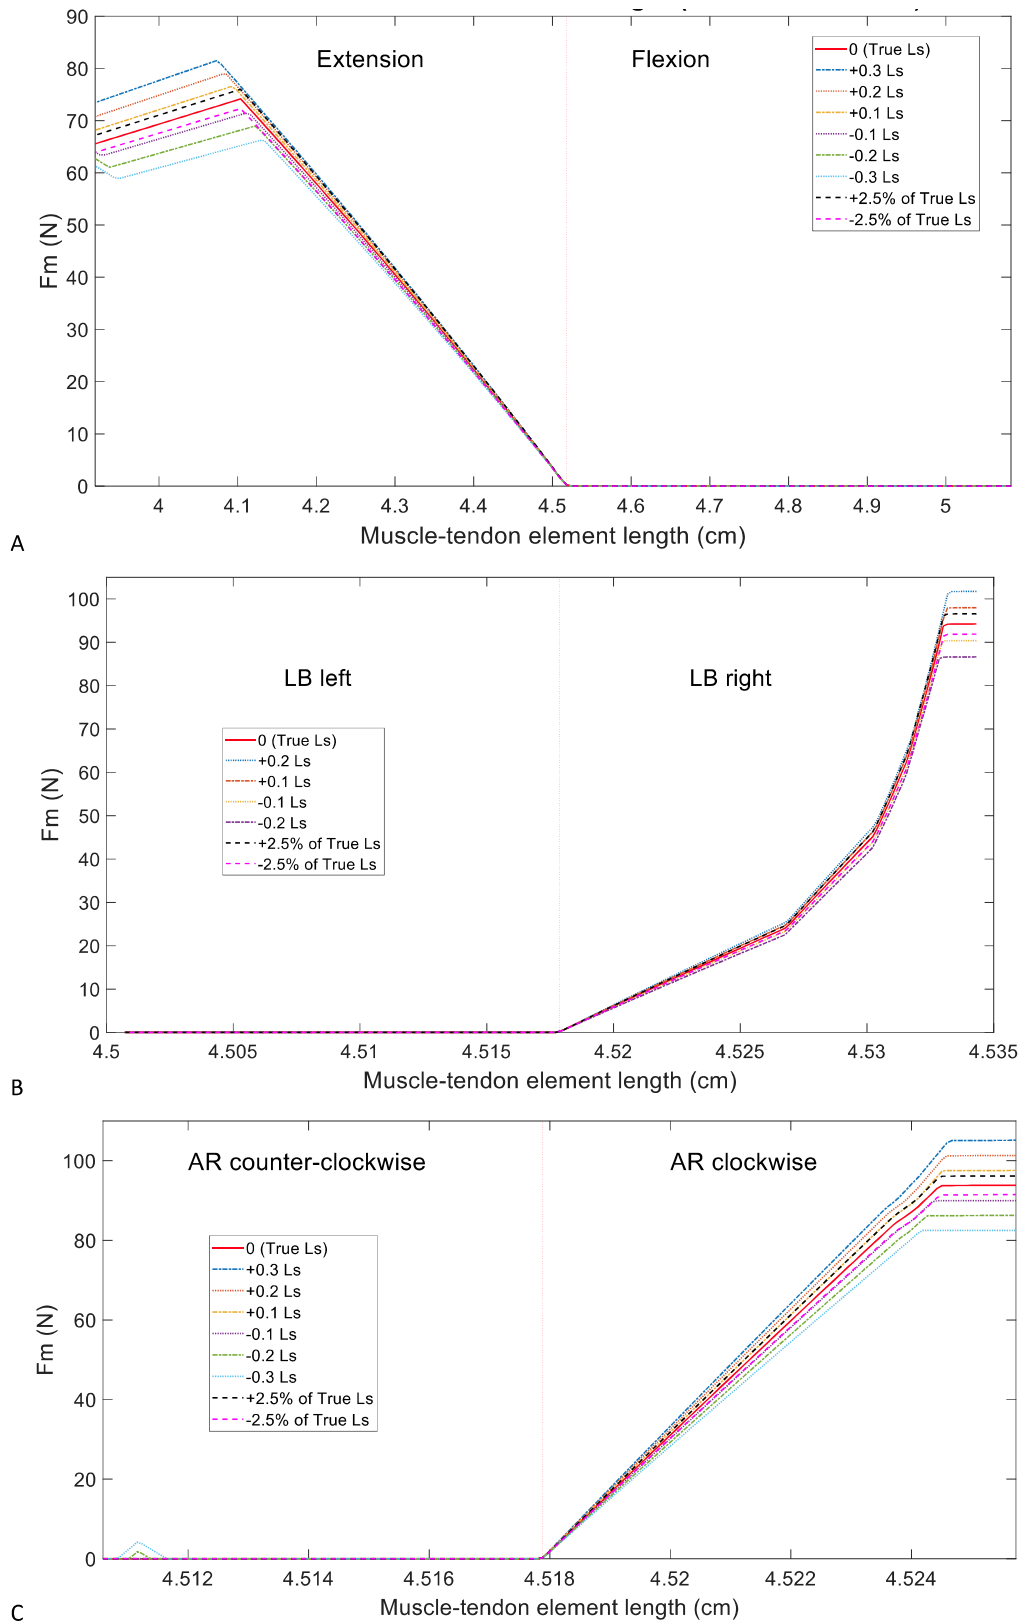 90
80
70
60
50
40
30
20
10
0
Fm (N)
Extension
Flexion
0 (True Ls)
+0.3 Ls
+0.2 Ls
+0.1 Ls
-0.1 Ls
-0.2 Ls
-0.3 Ls
+2.5% of True Ls
-2.5% of True Ls
4 4.1 4.2 4.3 4.4 4.5 4.6 4.7 4.8 4.9 5
Muscle-tendon element length (cm)
A
100
90
80
70
60
50
40
30
20
10
0
Fm (N)
LB left
LB right
0 (True Ls)
+0.2 Ls
+0.1 Ls
-0.1 Ls
-0.2 Ls
+2.5% of True Ls
-2.5% of True Ls
4.5 4.505 4.51 4.515 4.52 4.525 4.53 4.535
Muscle-tendon element length (cm)
B
100
80
60
40
20
0
Fm (N)
AR counter-clockwise
AR clockwise
0 (True Ls)
+0.3 Ls
+0.2 Ls
+0.1 Ls
-0.1 Ls
-0.2 Ls
-0.3 Ls
+2.5% of True Ls
-2.5% of True Ls
4.512 4.514 4.516 4.518 4.52 4.522 4.524
Muscle-tendon element length (cm)
C